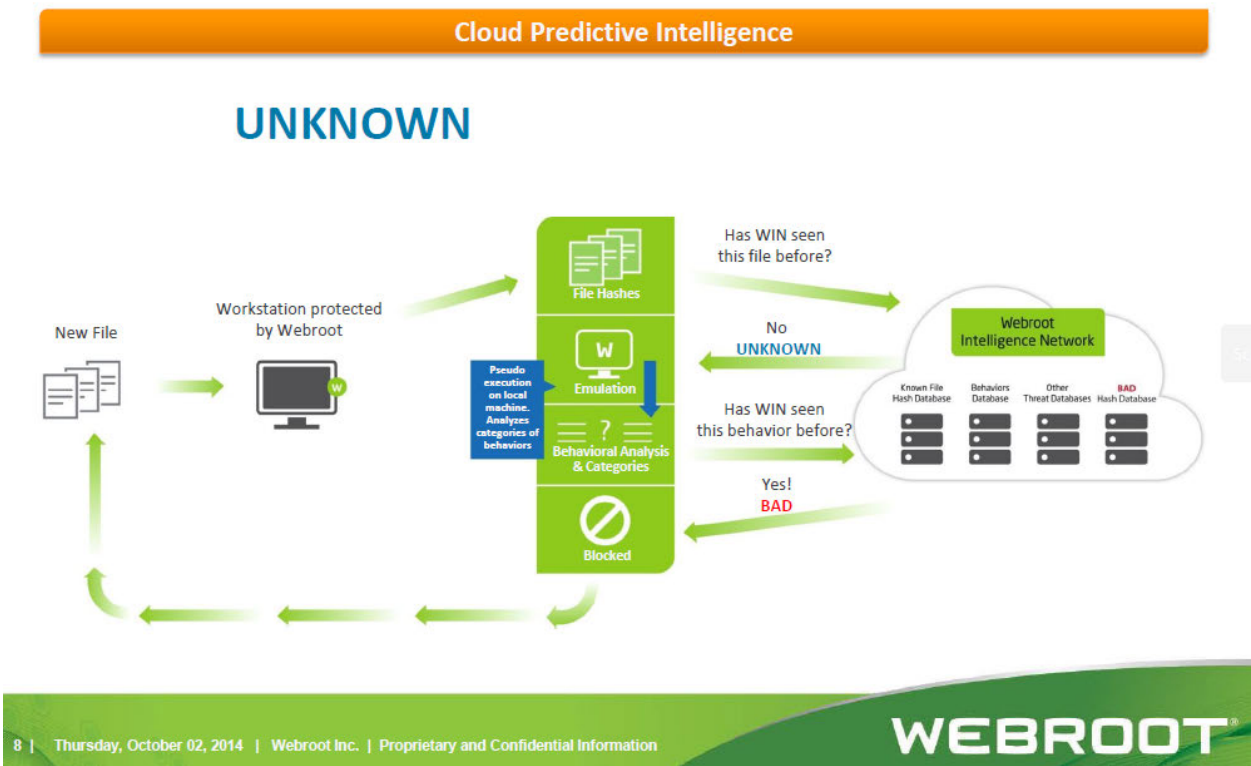 Cloud Predictive Intelligence
UNKNOWN
New File
Workstation protected
by Webroot
W
File Hashes
W
Emulation
Pseudo
execution
on local
machine.
Analyzes
categories of
behaviors
?
Behavioral Analysis
& Categories
Blocked
Has WIN seen
this file before?
No
UNKNOWN
Has WIN seen
this behavior before?
Yes!
BAD
Webroot
Intelligence Network
Known File
Hash Database
Behaviors
Database
Other
Threat Databases
BAD
Hash Database
8 | Thursday, October 02, 2014 | Webroot Inc. | Proprietary and Confidential Information
WEBROOT®